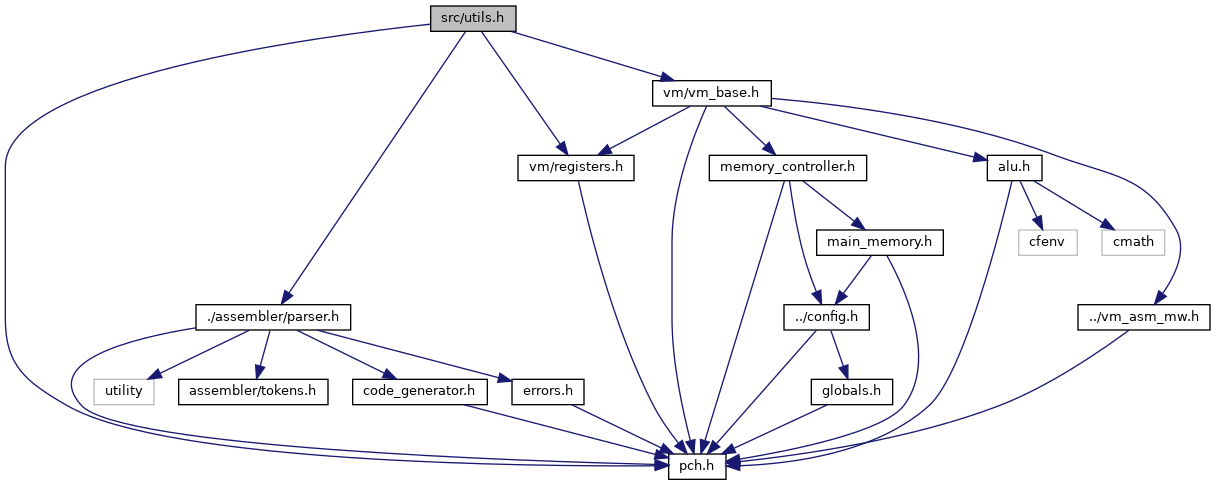 src/utils.h
vm/vm_base.h
vm/registers.h
memory_controller.h
alu.h
main_memory.h
cfenv
cmath
./assembler/parser.h
../config.h
../vm_asm_mw.h
utility
assembler/tokens.h
code_generator.h
errors.h
globals.h
pch.h